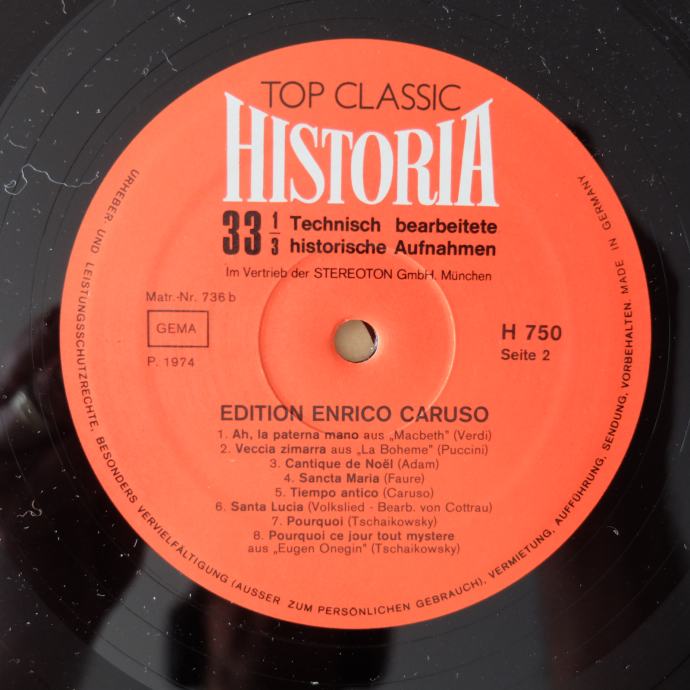 TOP CLASSIC
HISTORIA
33 1/3 Technisch bearbeitete
historische Aufnahmen
Im Vertrieb der STEREOTON GmbH. München
Matr.-Nr. 736 b
GEMA
P. 1974
H 750
Seite 2
EDITION ENRICO CARUSO
1. Ah, la paterna mano aus „Macbeth" (Verdi)
2. Veccia zimarra aus „La Boheme" (Puccini)
3. Cantique de Noël (Adam)
4. Sancta Maria (Faure)
5. Tiempo antico (Caruso)
6. Santa Lucia (Volkslied - Bearb. von Cottrau)
7. Pourquoi (Tschaikowsky)
8. Pourquoi ce jour tout mystere
aus „Eugen Onegin" (Tschaikowsky)
URHEBER- UND LEISTUNGSSCHUTZRECHTE, BESONDERS VERVIELFÄLTIGUNG (AUSSER ZUM PERSÖNLICHEN GEBRAUCH), VERMIETUNG, AUFFÜHRUNG, SENDUNG, VORBEHALTEN. MADE IN GERMANY